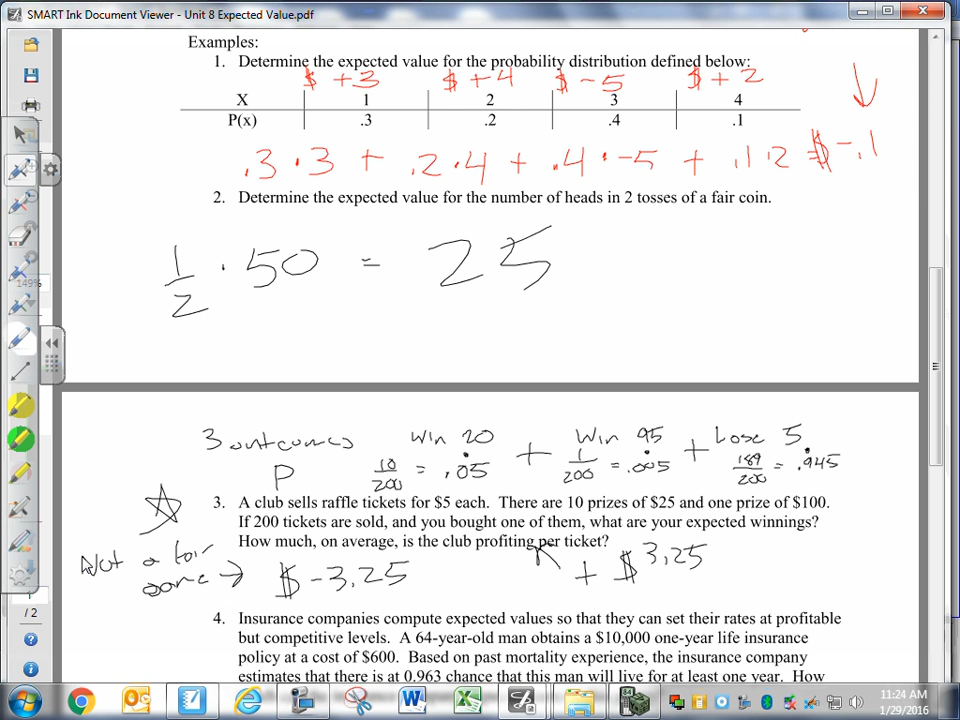 SMART Ink Document Viewer - Unit 8 Expected Value.pdf
Examples:
1. Determine the expected value for the probability distribution defined below:
$ +3 $ +4 $ -5 $ +2
X 1 2 3 4
P(x) .3 .2 .4 .1
.3 · 3 + .2 · 4 + .4 · -5 + .1 · 2 = $ -.1
2. Determine the expected value for the number of heads in 2 tosses of a fair coin.
1/2 · 50 = 25
149%
3 outcomes Win 20 + Win 95 + Lose 5
P 10/200 = .05 1/200 = .005 189/200 = .945
3. A club sells raffle tickets for $5 each. There are 10 prizes of $25 and one prize of $100.
If 200 tickets are sold, and you bought one of them, what are your expected winnings?
How much, on average, is the club profiting per ticket?
Not a fair
game → $ -3.25 + $ 3.25
4. Insurance companies compute expected values so that they can set their rates at profitable
but competitive levels. A 64-year-old man obtains a $10,000 one-year life insurance
policy at a cost of $600. Based on past mortality experience, the insurance company
estimates that there is at 0.963 chance that this man will live for at least one year. How
1
/ 2
11:24 AM
1/29/2016